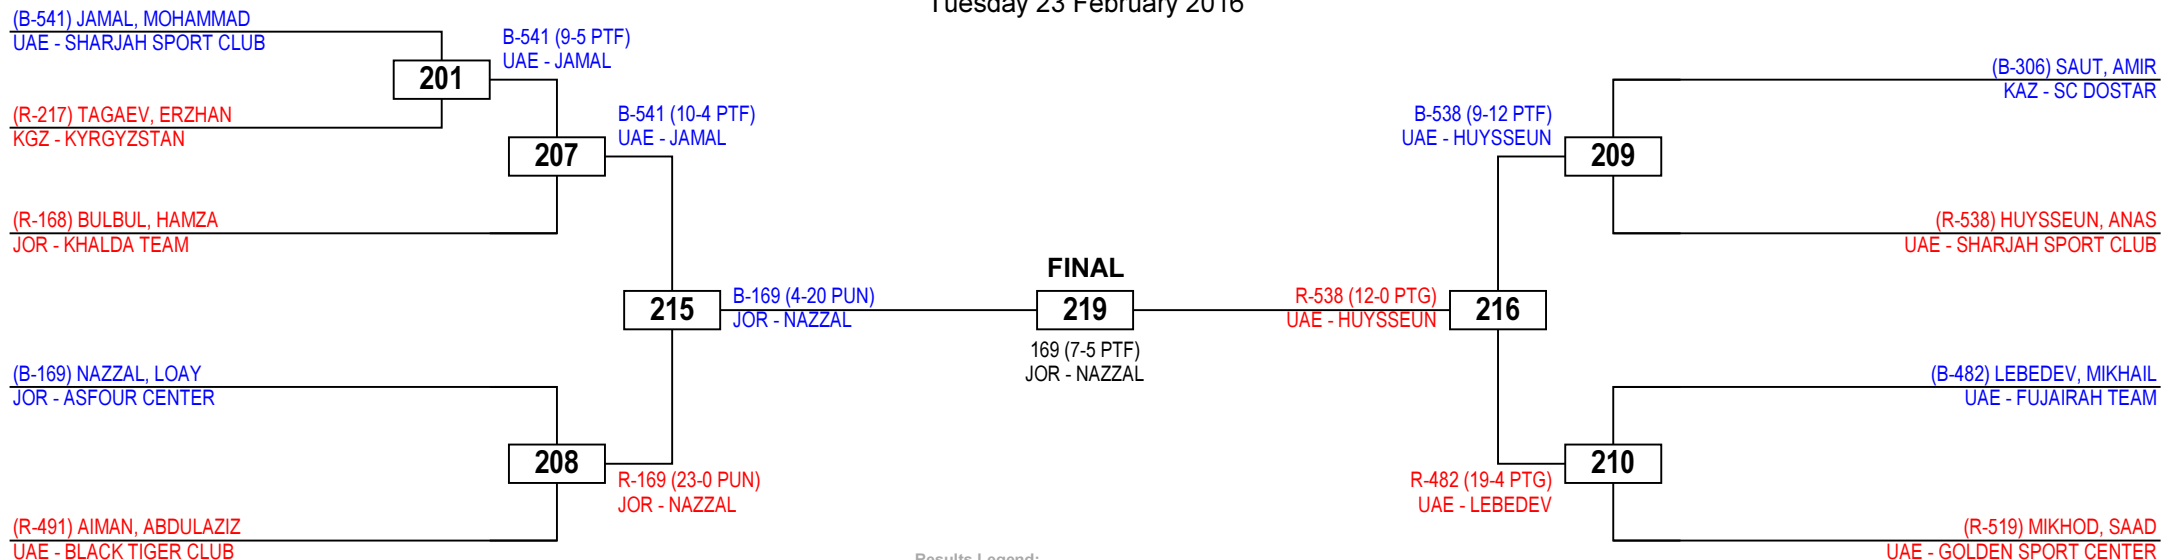 Tuesday 23 February 2016
(B-541) JAMAL, MOHAMMAD
UAE - SHARJAH SPORT CLUB
B-541 (9-5 PTF)
UAE - JAMAL
201
(R-217) TAGAEV, ERZHAN
KGZ - KYRGYZSTAN
B-541 (10-4 PTF)
UAE - JAMAL
207
(R-168) BULBUL, HAMZA
JOR - KHALDA TEAM
215
B-169 (4-20 PUN)
JOR - NAZZAL
(B-169) NAZZAL, LOAY
JOR - ASFOUR CENTER
208
R-169 (23-0 PUN)
JOR - NAZZAL
(R-491) AIMAN, ABDULAZIZ
UAE - BLACK TIGER CLUB
FINAL
219
169 (7-5 PTF)
JOR - NAZZAL
(B-306) SAUT, AMIR
KAZ - SC DOSTAR
B-538 (9-12 PTF)
UAE - HUYSSEUN
209
(R-538) HUYSSEUN, ANAS
UAE - SHARJAH SPORT CLUB
R-538 (12-0 PTG)
UAE - HUYSSEUN
216
(B-482) LEBEDEV, MIKHAIL
UAE - FUJAIRAH TEAM
210
R-482 (19-4 PTG)
UAE - LEBEDEV
(R-519) MIKHOD, SAAD
UAE - GOLDEN SPORT CENTER
Results Legend: